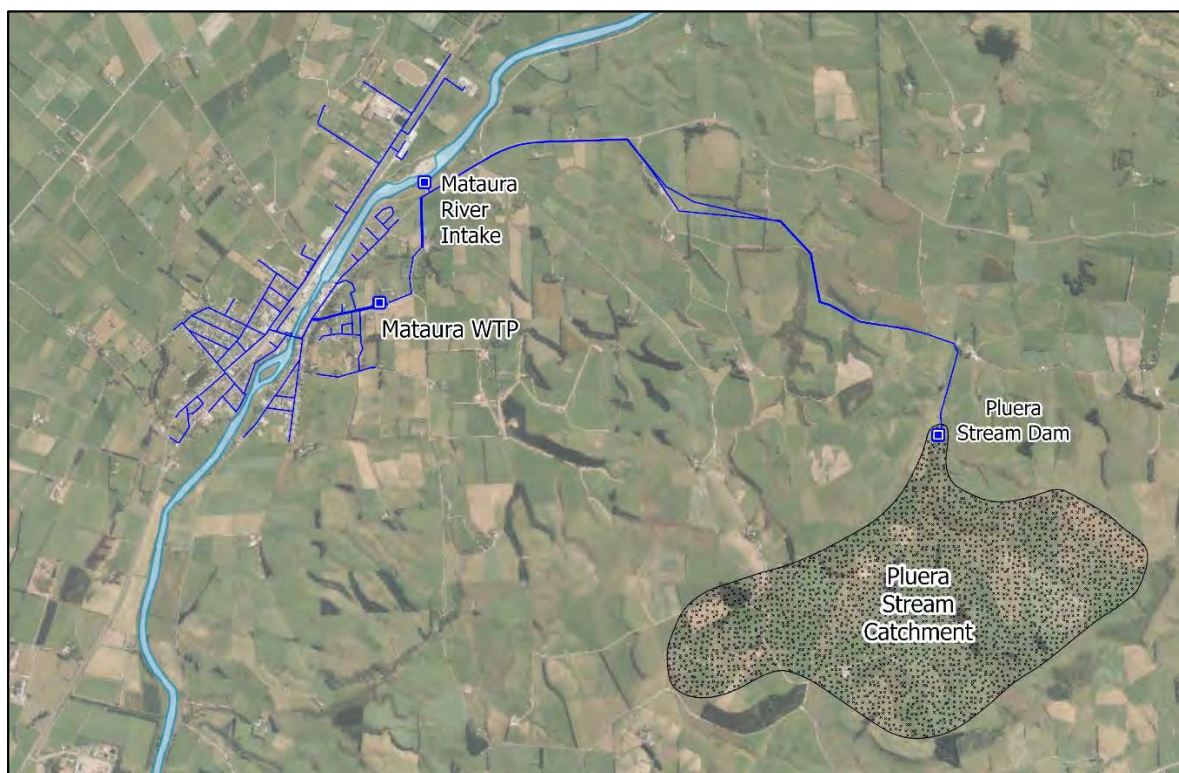 Mataura
River
Intake
Mataura WTP
Pluera
Stream Dam
Pluera
Stream
Catchment